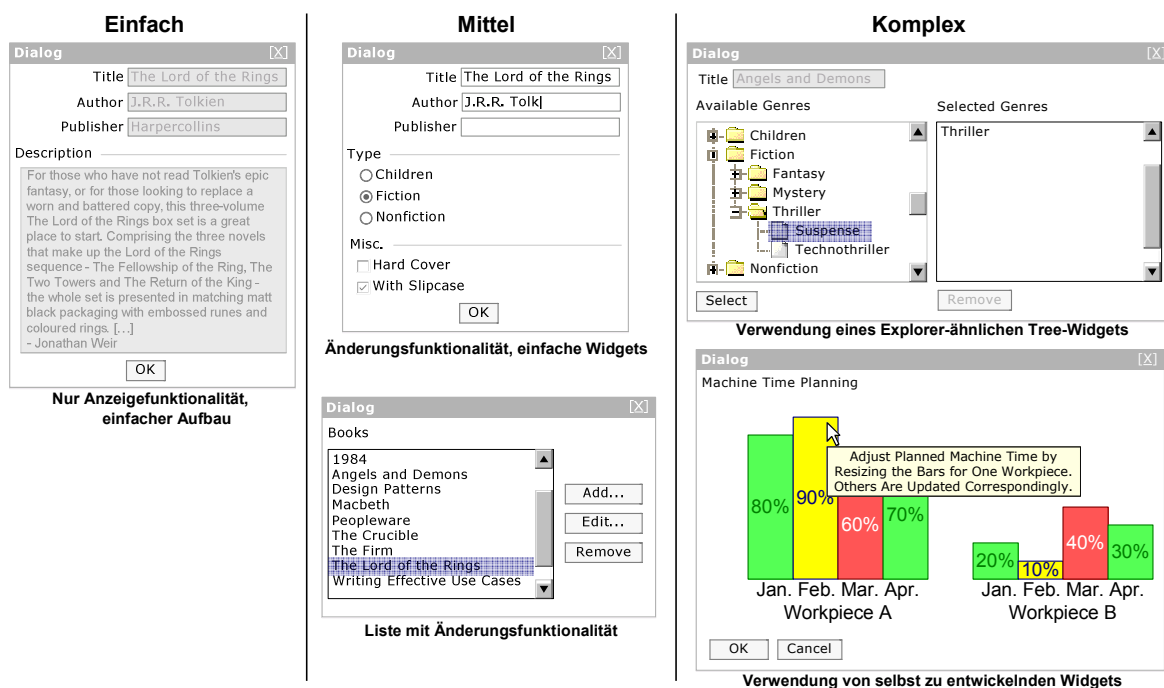 Einfach
Dialog [X]
Title The Lord of the Rings
Author J.R.R. Tolkien
Publisher Harpercollins
Description
For those who have not read Tolkien's epic
fantasy, or for those looking to replace a
worn and battered copy, this three-volume
The Lord of the Rings box set is a great
place to start. Comprising the three novels
that make up the Lord of the Rings
sequence - The Fellowship of the Ring, The
Two Towers and The Return of the King -
the whole set is presented in matching matt
black packaging with embossed runes and
coloured rings. [...]
- Jonathan Weir
OK
Nur Anzeigefunktionalität,
einfacher Aufbau
Mittel
Dialog [X]
Title The Lord of the Rings
Author J.R.R. Tolk
Publisher
Type
Children
Fiction
Nonfiction
Misc.
Hard Cover
With Slipcase
OK
Änderungsfunktionalität, einfache Widgets
Dialog [X]
Books
1984
Angels and Demons
Design Patterns
Macbeth
Peopleware
The Crucible
The Firm
The Lord of the Rings
Writing Effective Use Cases
Add...
Edit...
Remove
Liste mit Änderungsfunktionalität
Komplex
Dialog [X]
Title Angels and Demons
Available Genres
Children
Fiction
Fantasy
Mystery
Thriller
Suspense
Technothriller
Nonfiction
Select
Selected Genres
Thriller
Remove
Verwendung eines Explorer-ähnlichen Tree-Widgets
Dialog [X]
Machine Time Planning
Adjust Planned Machine Time by
Resizing the Bars for One Workpiece.
Others Are Updated Correspondingly.
80% 90% 60% 70%
Jan. Feb. Mar. Apr.
Workpiece A
20% 10% 40% 30%
Jan. Feb. Mar. Apr.
Workpiece B
OK Cancel
Verwendung von selbst zu entwickelnden Widgets